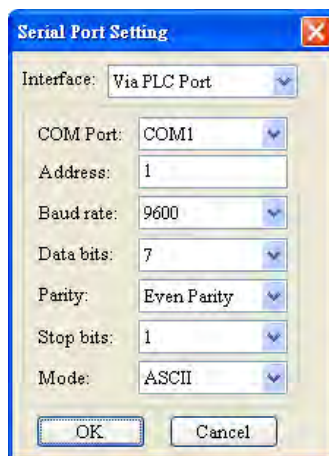 Serial Port Setting
Interface: Via PLC Port
COM Port: COM1
Address: 1
Baud rate: 9600
Data bits: 7
Parity: Even Parity
Stop bits: 1
Mode: ASCII
OK Cancel